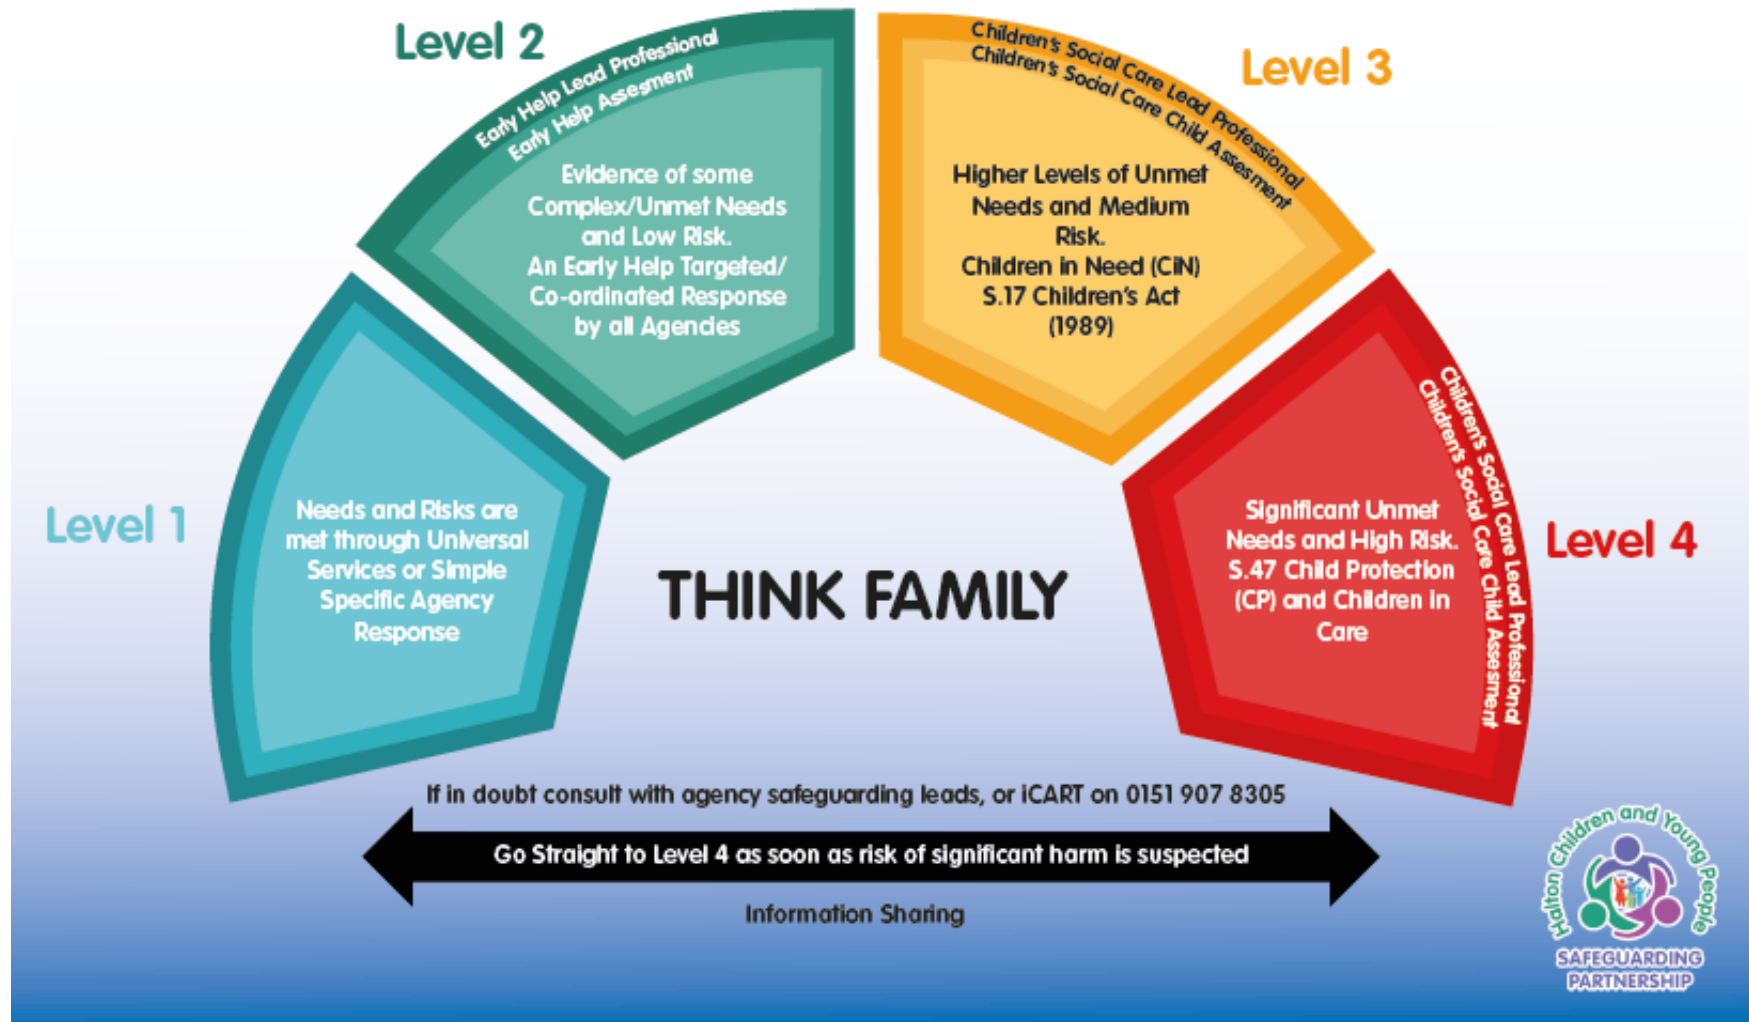 Level 1
Needs and Risks are
met through Universal
Services or Simple
Specific Agency
Response
Level 2
Early Help Lead Professional
Early Help Assesment
Evidence of some
Complex/Unmet Needs
and Low Risk.
An Early Help Targeted/
Co-ordinated Response
by all Agencies
Level 3
Children's Social Care Lead Professional
Children's Social Care Child Assesment
Higher Levels of Unmet
Needs and Medium
Risk.
Children in Need (CiN)
S.17 Children's Act
(1989)
Level 4
Children's Social Care Lead Professional
Children's Social Care Child Assesment
Significant Unmet
Needs and High Risk.
S.47 Child Protection
(CP) and Children in
Care
THINK FAMILY
If in doubt consult with agency safeguarding leads, or iCART on 0151 907 8305
Go Straight to Level 4 as soon as risk of significant harm is suspected
Information Sharing
Halton Children and Young People
SAFEGUARDING
PARTNERSHIP